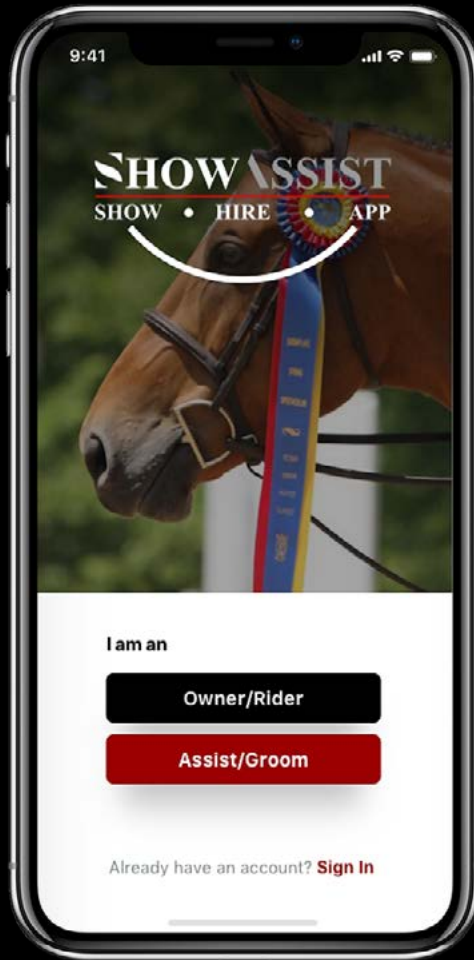 9:41
SHOWASSIST
SHOW • HIRE • APP
I am an
Owner/Rider
Assist/Groom
Already have an account? Sign In